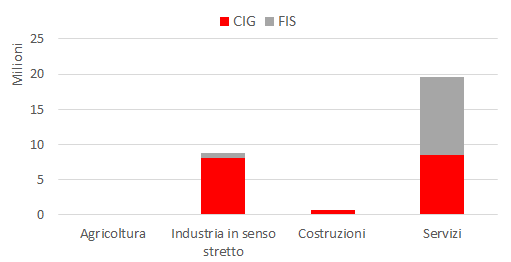 CIG FIS
Milioni
25
20
15
10
5
0
Agricoltura Industria in senso stretto Costruzioni Servizi